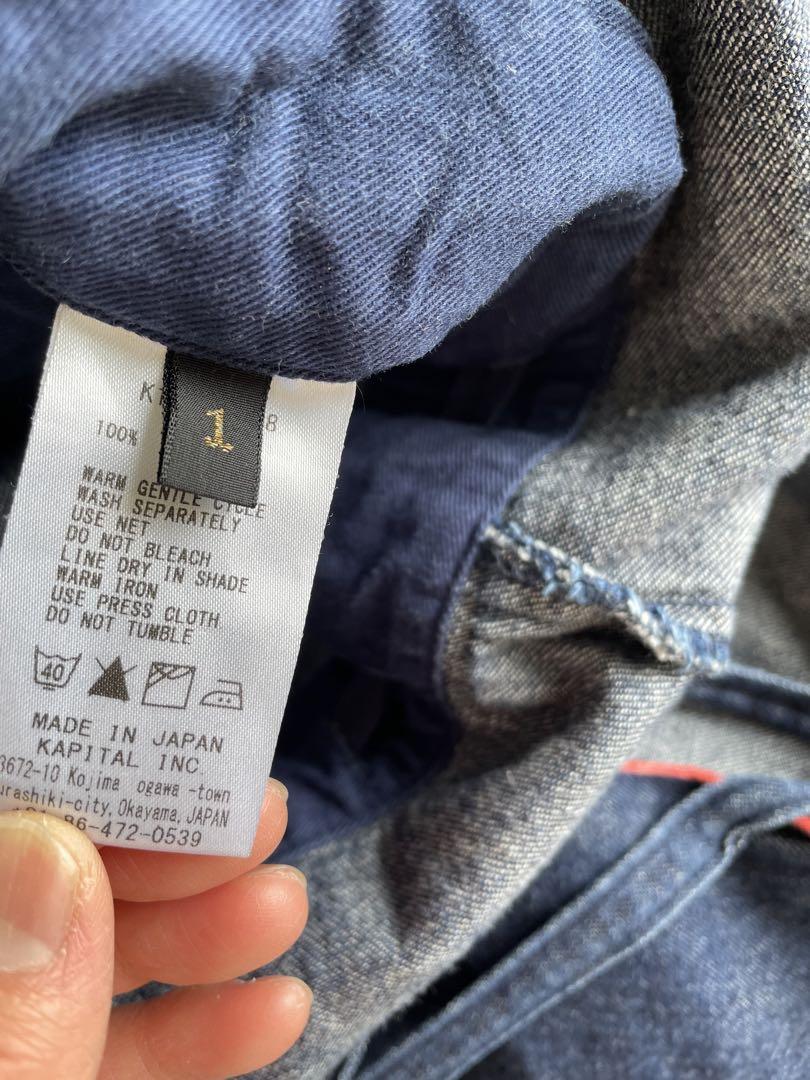 8
100%
1
WARM GENTLE CYCLE
WASH SEPARATELY
USE NET
DO NOT BLEACH
LINE DRY IN SHADE
WARM IRON
USE PRESS CLOTH
DO NOT TUMBLE
40
MADE IN JAPAN
KAPITAL INC.
3672-10 Kojima ogawa -town
urashiki-city, Okayama, JAPAN
86-472-0539